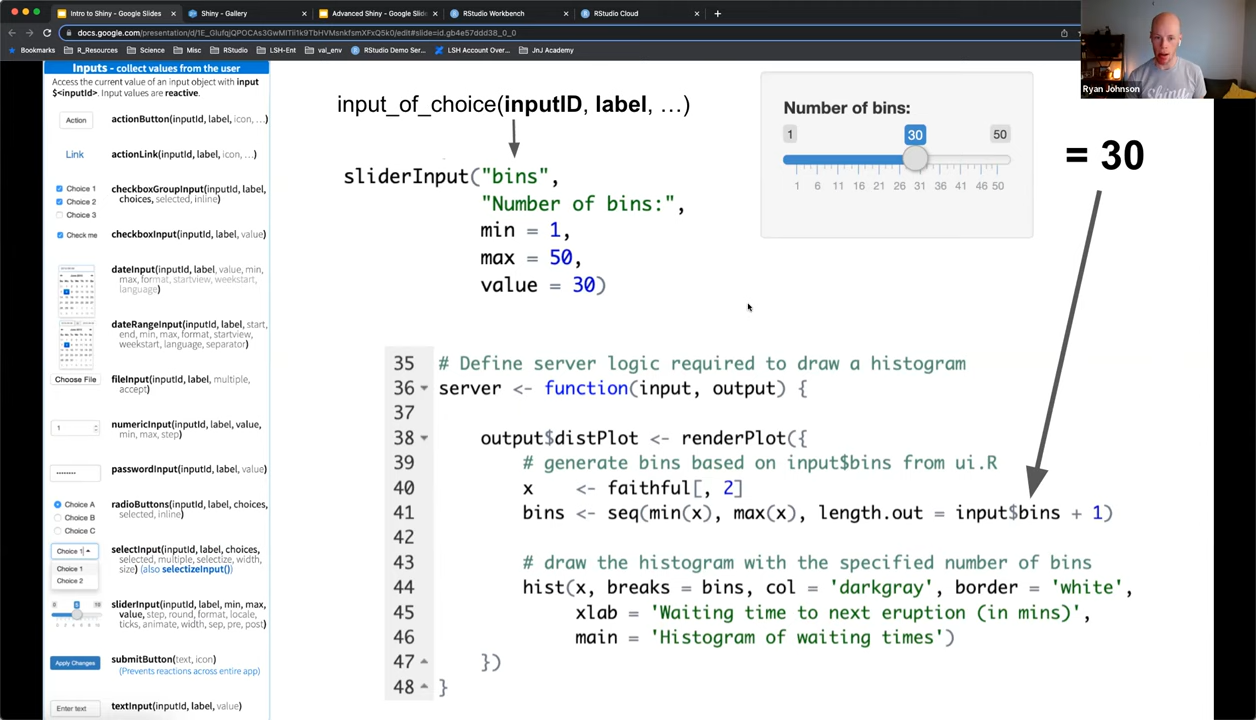 Intro to Shiny - Google Slides
Shiny - Gallery
Advanced Shiny - Google Slid
RStudio Workbench
RStudio Cloud
Bookmarks
R_Resources
Science
Misc
RStudio
LSH-Ent
val_env
RStudio Demo Ser...
LSH Account Over...
JnJ Academy
Ryan Johnson
Inputs - collect values from the user
Access the current value of an input object with input
$<inputId>. Input values are reactive.
Action
actionButton(inputId, label, icon, …)
Link
actionLink(inputId, label, icon, …)
Choice 1
Choice 2
Choice 3
checkboxGroupInput(inputId, label,
choices, selected, inline)
Check me
checkboxInput(inputId, label, value)
dateInput(inputId, label, value, min,
max, format, startview, weekstart,
language)
dateRangeInput(inputId, label, start,
end, min, max, format, startview,
weekstart, language, separator)
Choose File
fileInput(inputId, label, multiple,
accept)
1
numericInput(inputId, label, value,
min, max, step)
passwordInput(inputId, label, value)
Choice A
Choice B
Choice C
radioButtons(inputId, label, choices,
selected, inline)
Choice 1
Choice 1
Choice 2
selectInput(inputId, label, choices,
selected, multiple, selectize, width,
size) (also selectizeInput())
sliderInput(inputId, label, min, max,
value, step, round, format, locale,
ticks, animate, width, sep, pre, post)
Apply Changes
submitButton(text, icon)
(Prevents reactions across entire app)
Enter text
textInput(inputId, label, value)
input_of_choice(inputID, label, …)
sliderInput("bins",
"Number of bins:",
min = 1,
max = 50,
value = 30)
Number of bins:
1 30 50
1 6 11 16 21 26 31 36 41 46 50
= 30
35 # Define server logic required to draw a histogram
36 server <- function(input, output) {
37
38 output$distPlot <- renderPlot({
39 # generate bins based on input$bins from ui.R
40 x <- faithful[, 2]
41 bins <- seq(min(x), max(x), length.out = input$bins + 1)
42
43 # draw the histogram with the specified number of bins
44 hist(x, breaks = bins, col = 'darkgray', border = 'white',
45 xlab = 'Waiting time to next eruption (in mins)',
46 main = 'Histogram of waiting times')
47 })
48 }